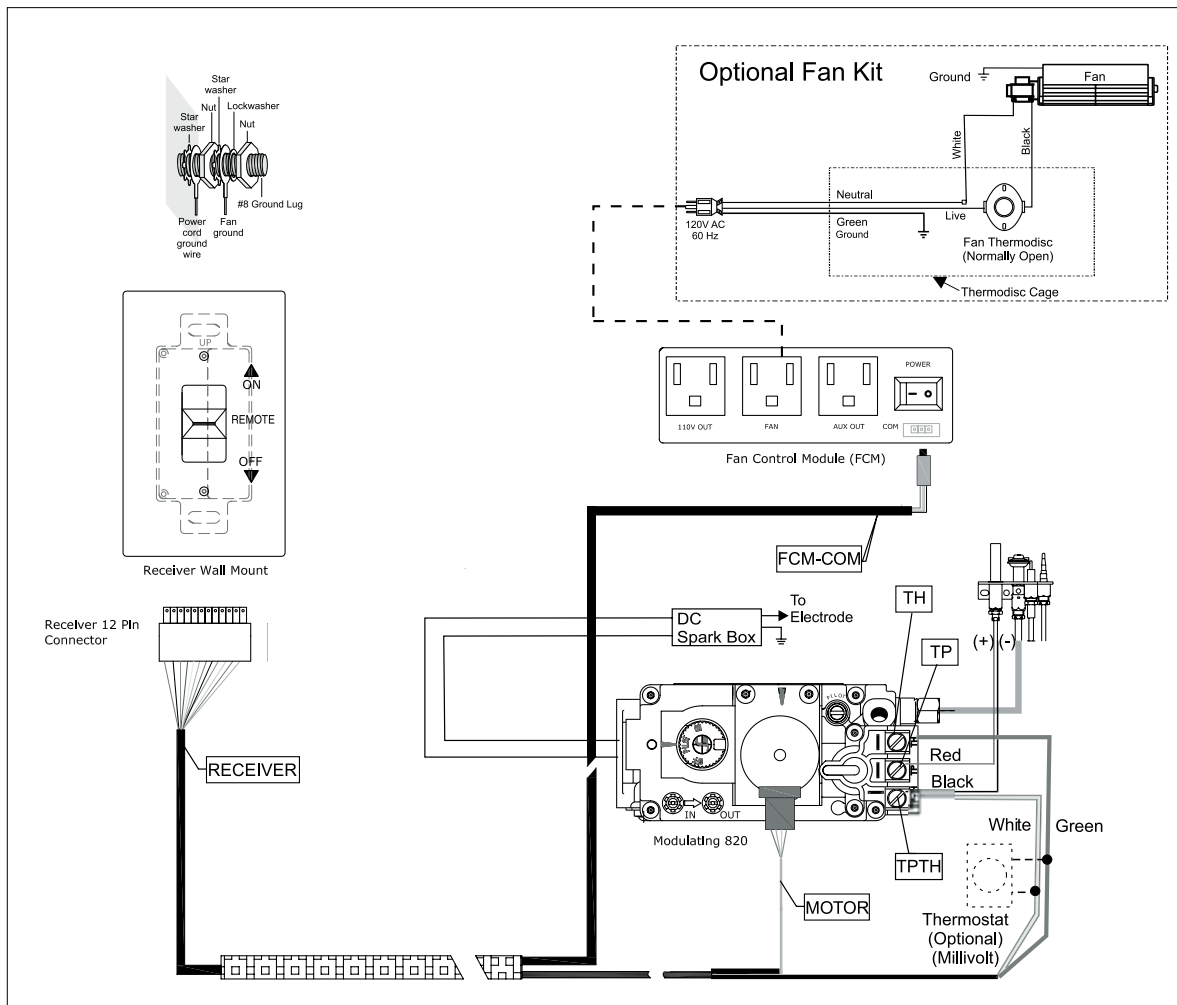 Star
washer
Nut
Lockwasher
Star
washer
Nut
#8 Ground Lug
Power
cord
ground
wire
Fan
ground
Optional Fan Kit
Ground
Fan
White
Black
Neutral
Live
120V AC
60 Hz
Green
Ground
Fan Thermodisc
(Normally Open)
Thermodisc Cage
UP
ON
REMOTE
OFF
Receiver Wall Mount
POWER
110V OUT
FAN
AUX OUT
COM
Fan Control Module (FCM)
FCM-COM
Receiver 12 Pin
Connector
RECEIVER
DC
Spark Box
To
Electrode
TH
TP
(+)
(-)
PILOT
Red
Black
IN
OUT
Modulating 820
White
Green
TPTH
MOTOR
Thermostat
(Optional)
(Millivolt)